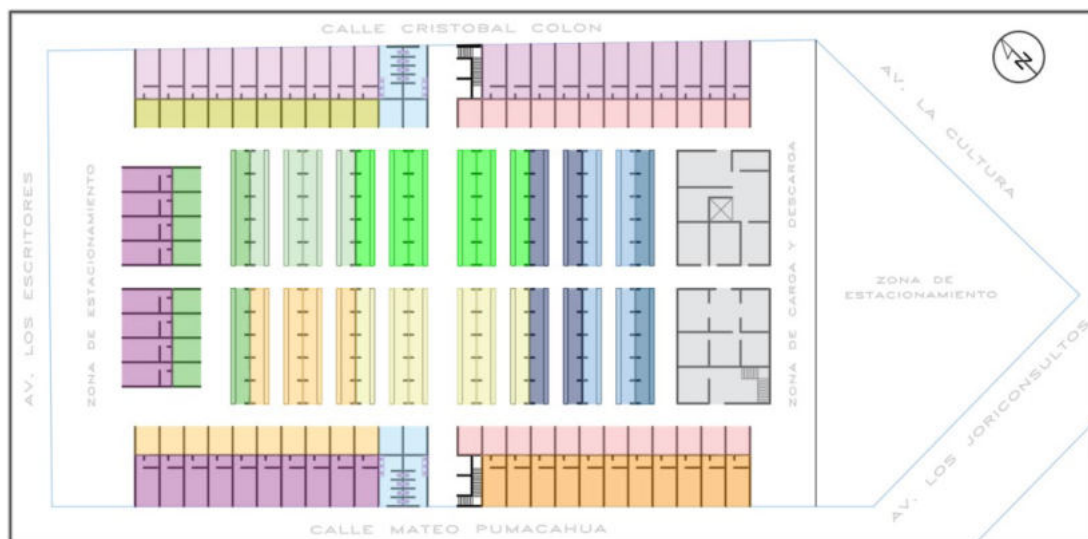 CALLE CRISTOBAL COLON
N
AV. LA CULTURA
AV. LOS ESCRITORES
ZONA DE ESTACIONAMIENTO
ZONA DE CARGA Y DESCARGA
ZONA DE
ESTACIONAMIENTO
AV. LOS JORICONSULTOS
CALLE MATEO PUMACAHUA